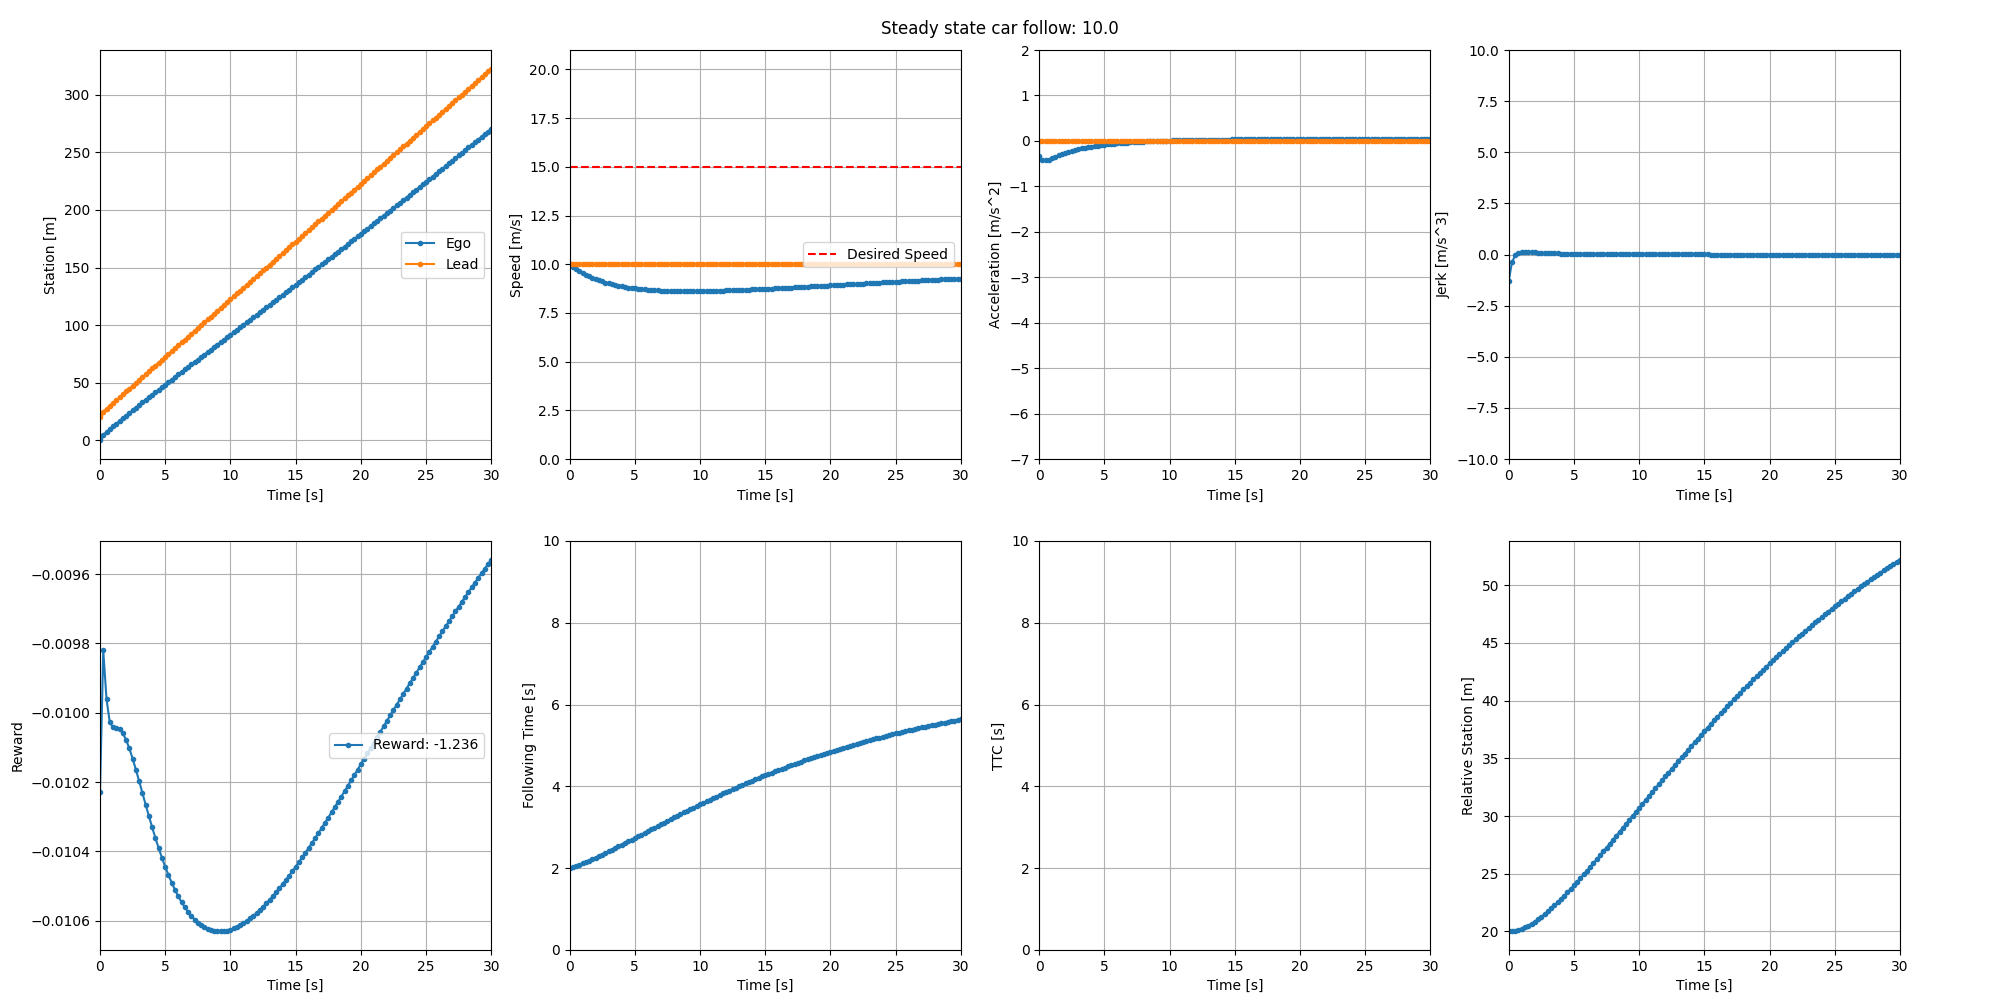 Steady state car follow: 10.0
Station [m]
300
250
200
150
100
50
0
Ego
Lead
0 5 10 15 20 25 30
Time [s]
Speed [m/s]
20.0
17.5
15.0
12.5
10.0
7.5
5.0
2.5
0.0
Desired Speed
0 5 10 15 20 25 30
Time [s]
Acceleration [m/s^2]
2
1
0
−1
−2
−3
−4
−5
−6
−7
0 5 10 15 20 25 30
Time [s]
Jerk [m/s^3]
10.0
7.5
5.0
2.5
0.0
−2.5
−5.0
−7.5
−10.0
0 5 10 15 20 25 30
Time [s]
Reward
−0.0096
−0.0098
−0.0100
−0.0102
−0.0104
−0.0106
Reward: -1.236
0 5 10 15 20 25 30
Time [s]
Following Time [s]
10
8
6
4
2
0
0 5 10 15 20 25 30
Time [s]
TTC [s]
10
8
6
4
2
0
0 5 10 15 20 25 30
Time [s]
Relative Station [m]
50
45
40
35
30
25
20
0 5 10 15 20 25 30
Time [s]